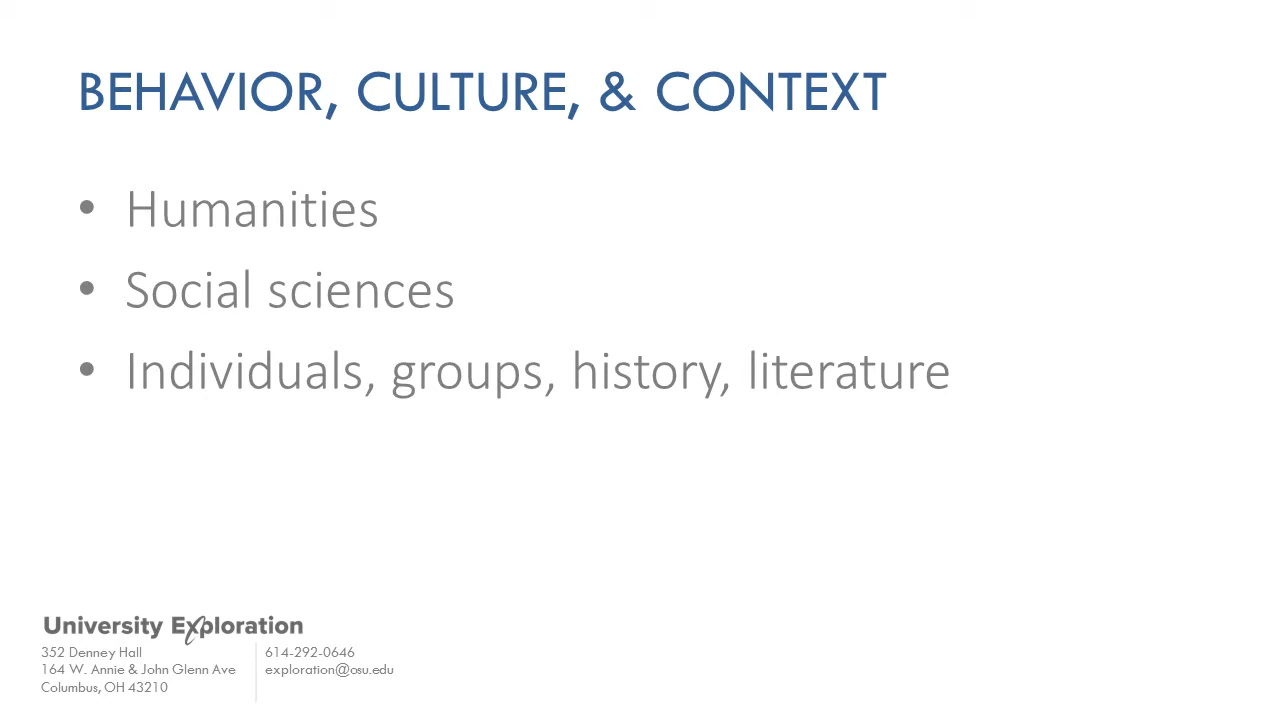 BEHAVIOR, CULTURE, & CONTEXT
• Humanities
• Social sciences
• Individuals, groups, history, literature
University Exploration
352 Denney Hall
164 W. Annie & John Glenn Ave
Columbus, OH 43210
614-292-0646
exploration@osu.edu